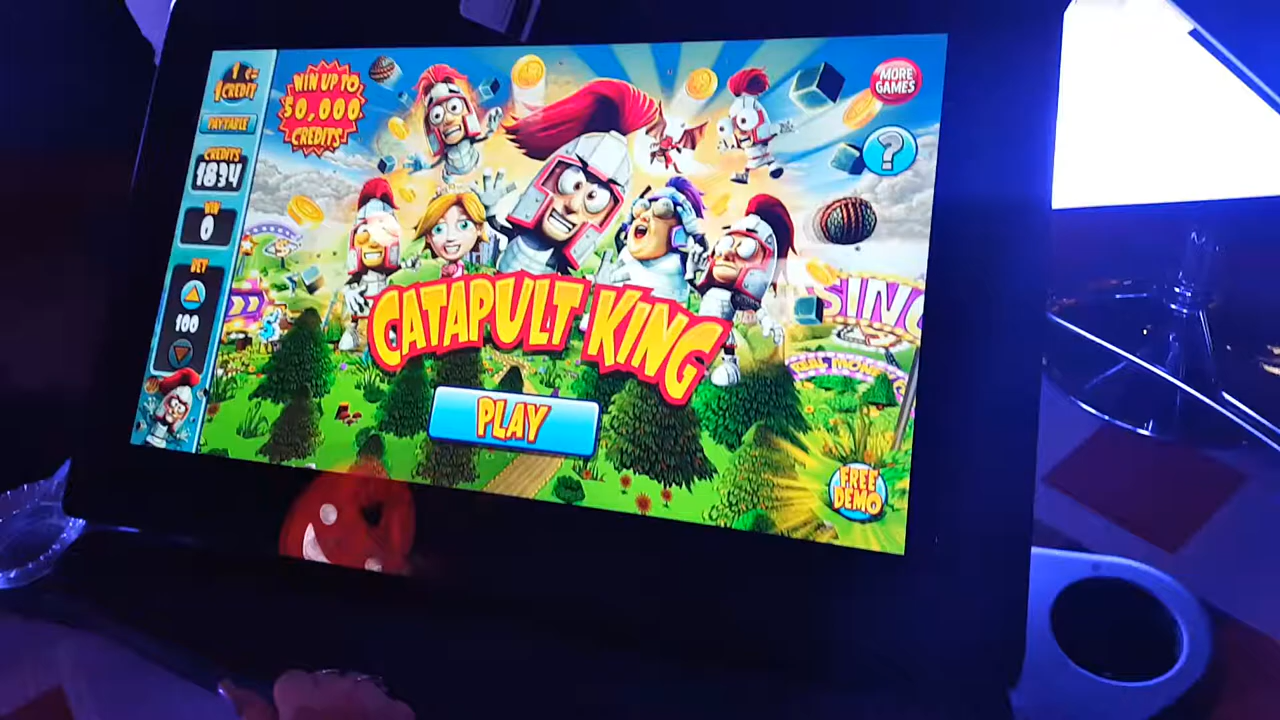 1¢=
1 CREDIT
PAYTABLE
CREDITS
1834
WIN
0
BET
100
WIN UP TO
50,000
CREDITS
MORE
GAMES
?
CATAPULT KING
PLAY
FREE
DEMO